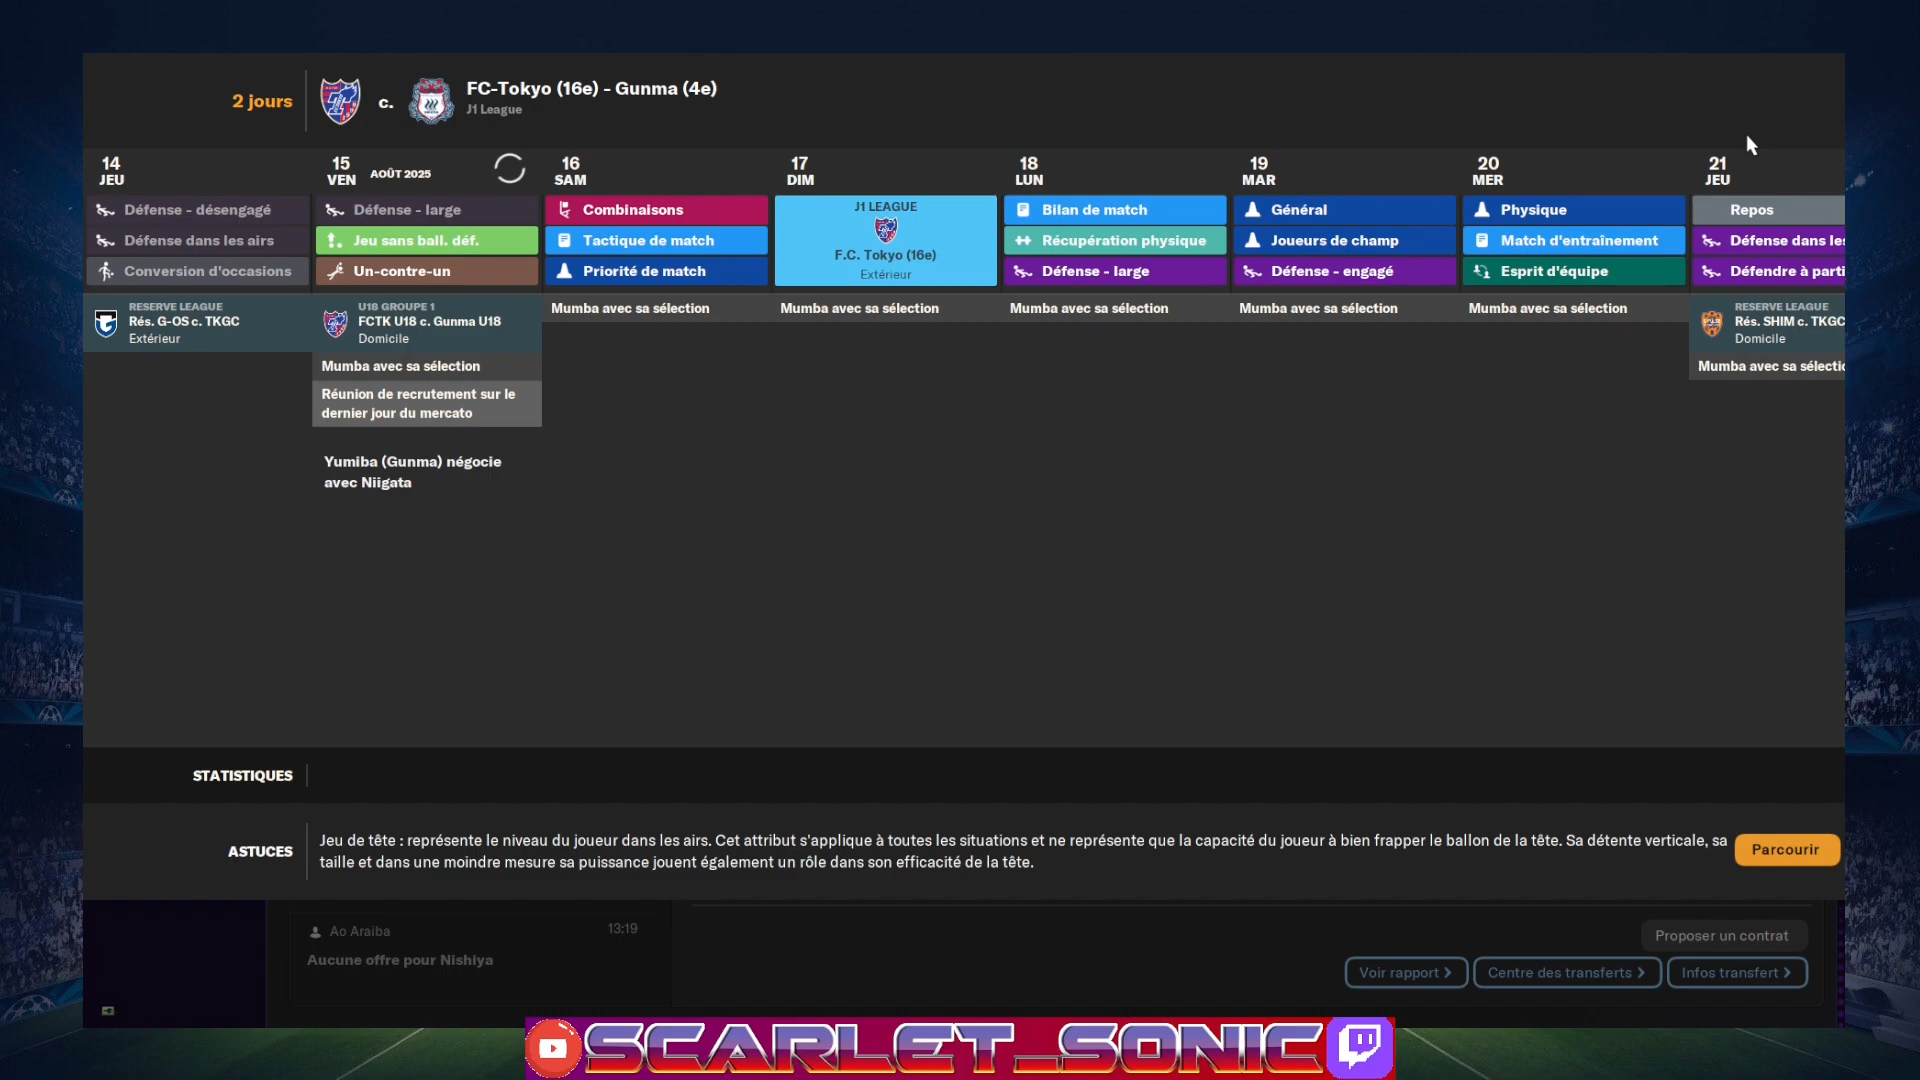 2 jours
c.
FC-Tokyo (16e) - Gunma (4e)
J1 League
14
JEU
15
VEN
AOÛT 2025
16
SAM
17
DIM
18
LUN
19
MAR
20
MER
21
JEU
Défense - désengagé
Défense dans les airs
Conversion d'occasions
RESERVE LEAGUE
Rés. G-OS c. TKGC
Extérieur
Défense - large
Jeu sans ball. déf.
Un-contre-un
U18 GROUPE 1
FCTK U18 c. Gunma U18
Domicile
Mumba avec sa sélection
Réunion de recrutement sur le
dernier jour du mercato
Yumiba (Gunma) négocie
avec Niigata
Combinaisons
Tactique de match
Priorité de match
Mumba avec sa sélection
J1 LEAGUE
F.C. Tokyo (16e)
Extérieur
Mumba avec sa sélection
Bilan de match
Récupération physique
Défense - large
Mumba avec sa sélection
Général
Joueurs de champ
Défense - engagé
Mumba avec sa sélection
Physique
Match d'entraînement
Esprit d'équipe
Mumba avec sa sélection
Repos
Défense dans les
Défendre à parti
RESERVE LEAGUE
Rés. SHIM c. TKGC
Domicile
Mumba avec sa sélectio
STATISTIQUES
ASTUCES
Jeu de tête : représente le niveau du joueur dans les airs. Cet attribut s'applique à toutes les situations et ne représente que la capacité du joueur à bien frapper le ballon de la tête. Sa détente verticale, sa
taille et dans une moindre mesure sa puissance jouent également un rôle dans son efficacité de la tête.
Parcourir
Ao Araiba
13:19
Aucune offre pour Nishiya
Proposer un contrat
Voir rapport
Centre des transferts
Infos transfert
SCARLET_SONIC